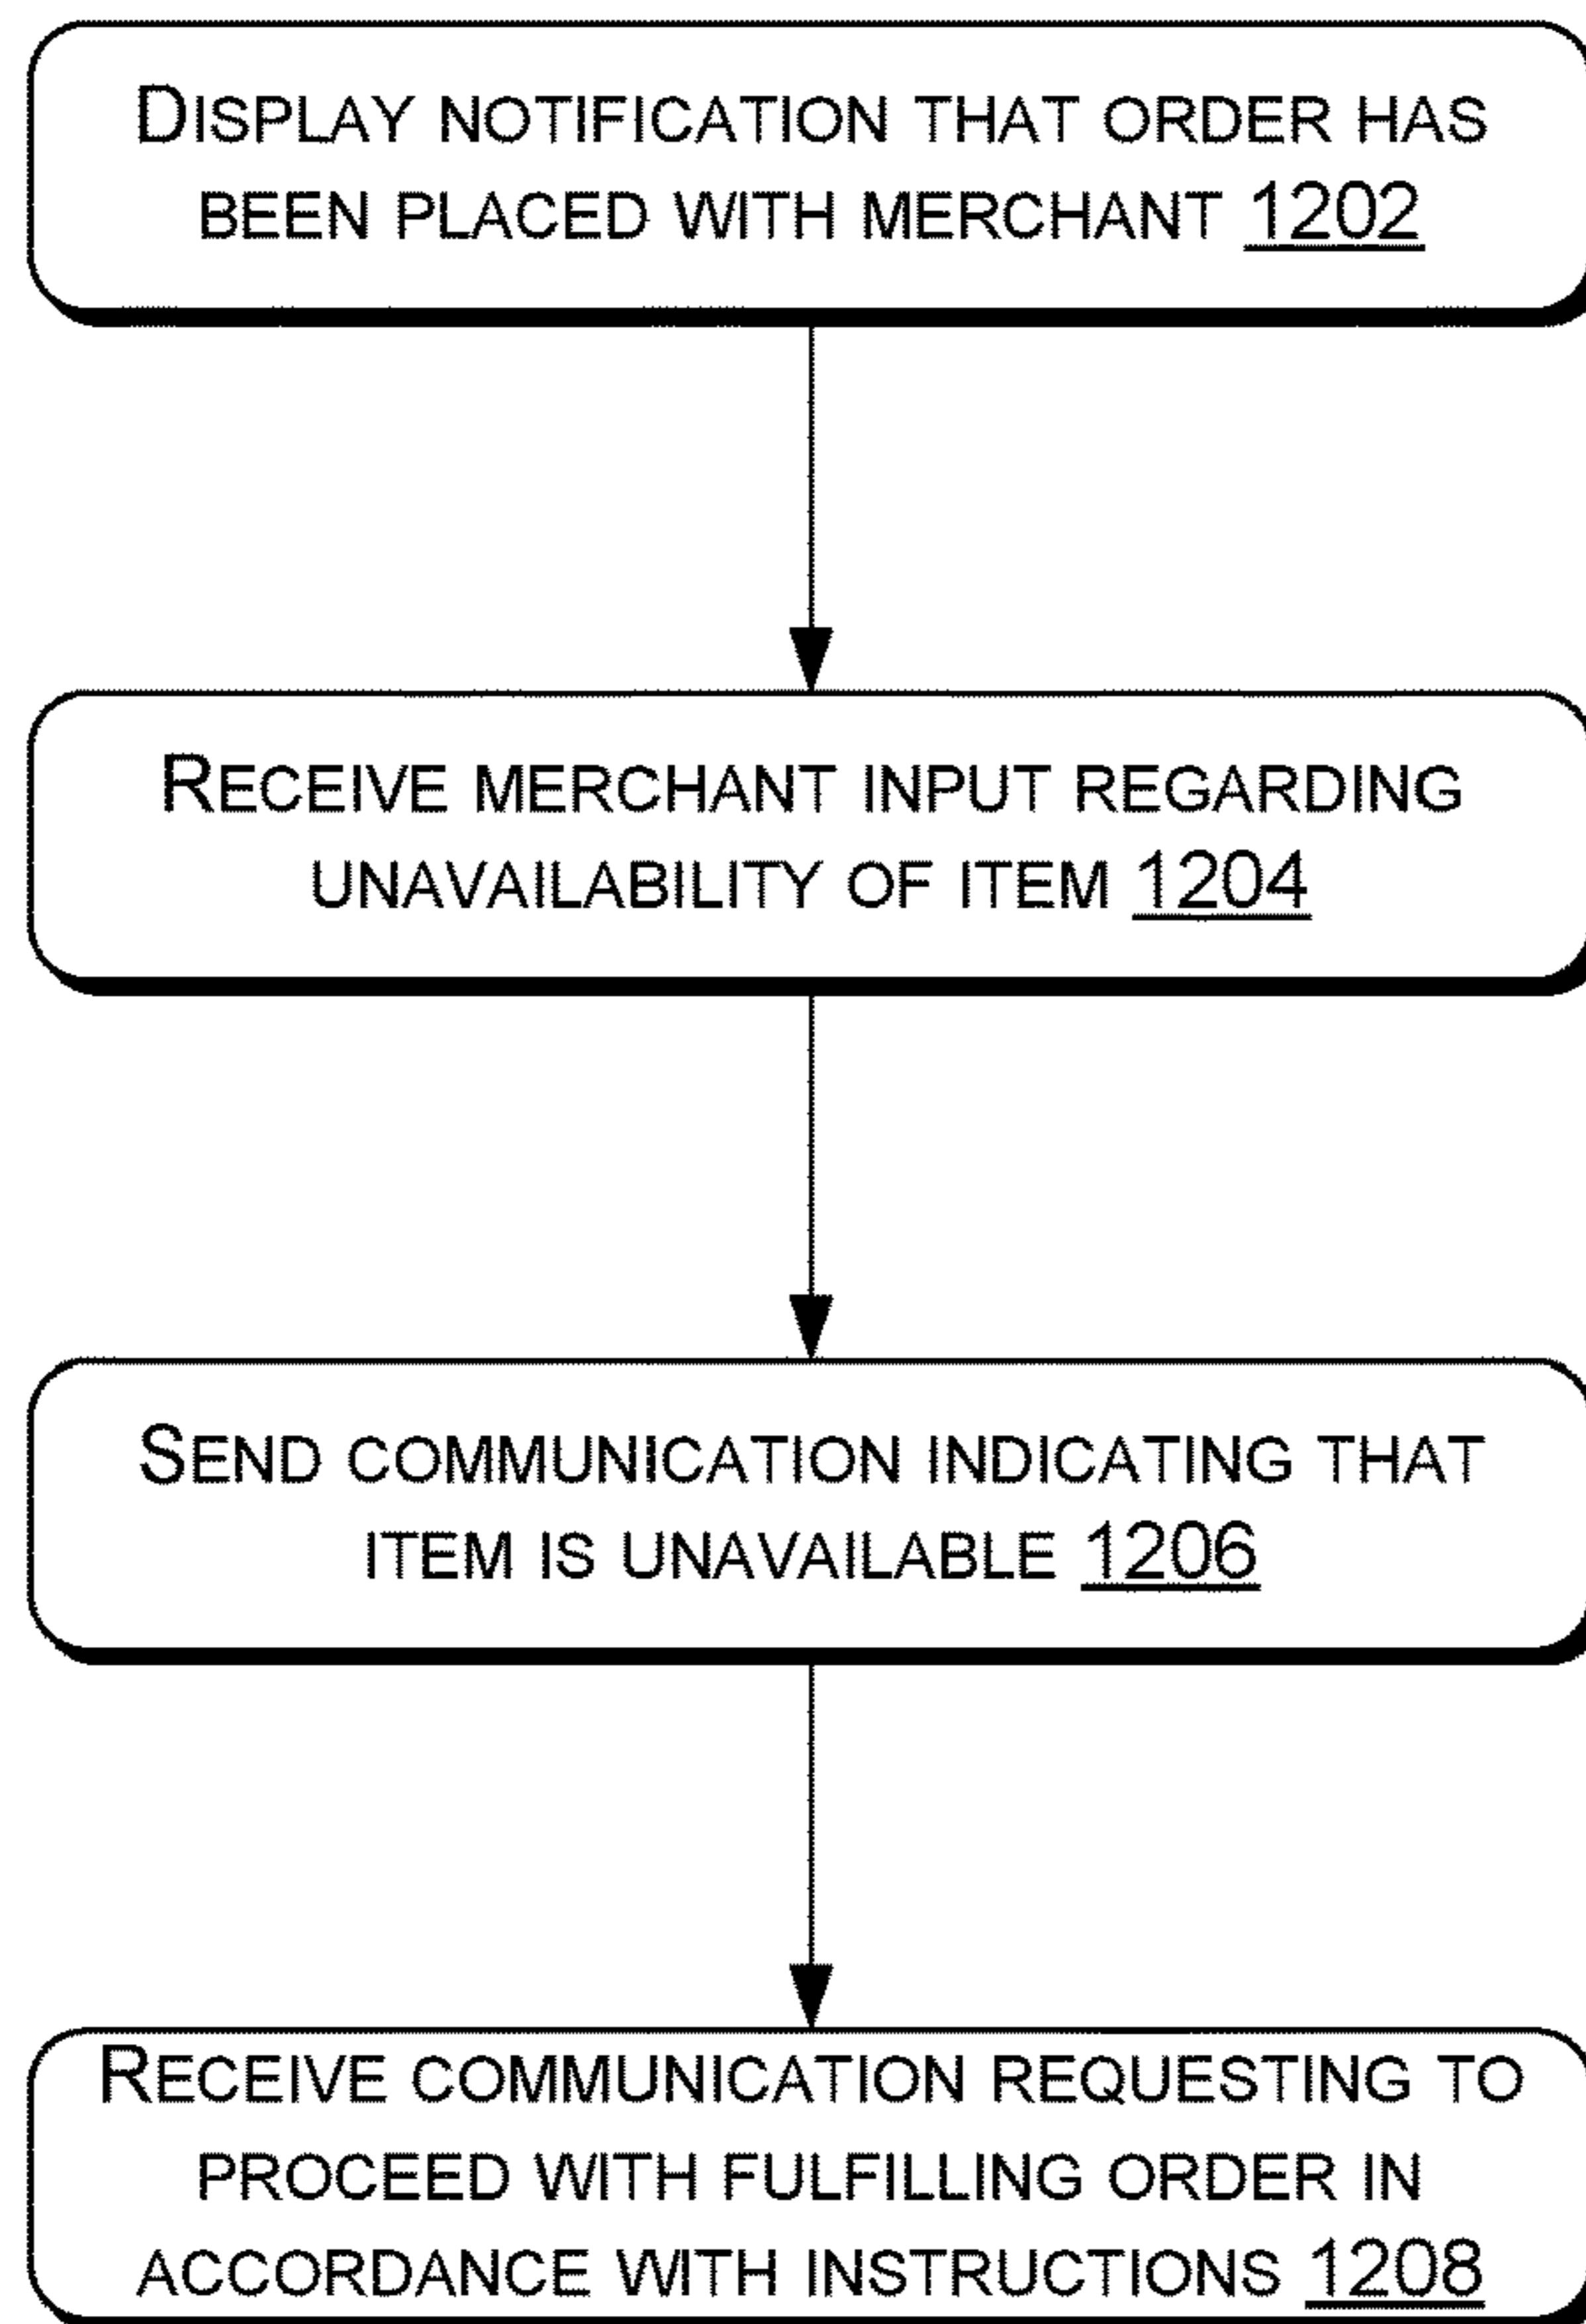 DISPLAY NOTIFICATION THAT ORDER HAS
BEEN PLACED WITH MERCHANT 1202
RECEIVE MERCHANT INPUT REGARDING
UNAVAILABILITY OF ITEM 1204
SEND COMMUNICATION INDICATING THAT
ITEM IS UNAVAILABLE 1206
RECEIVE COMMUNICATION REQUESTING TO
PROCEED WITH FULFILLING ORDER IN
ACCORDANCE WITH INSTRUCTIONS 1208